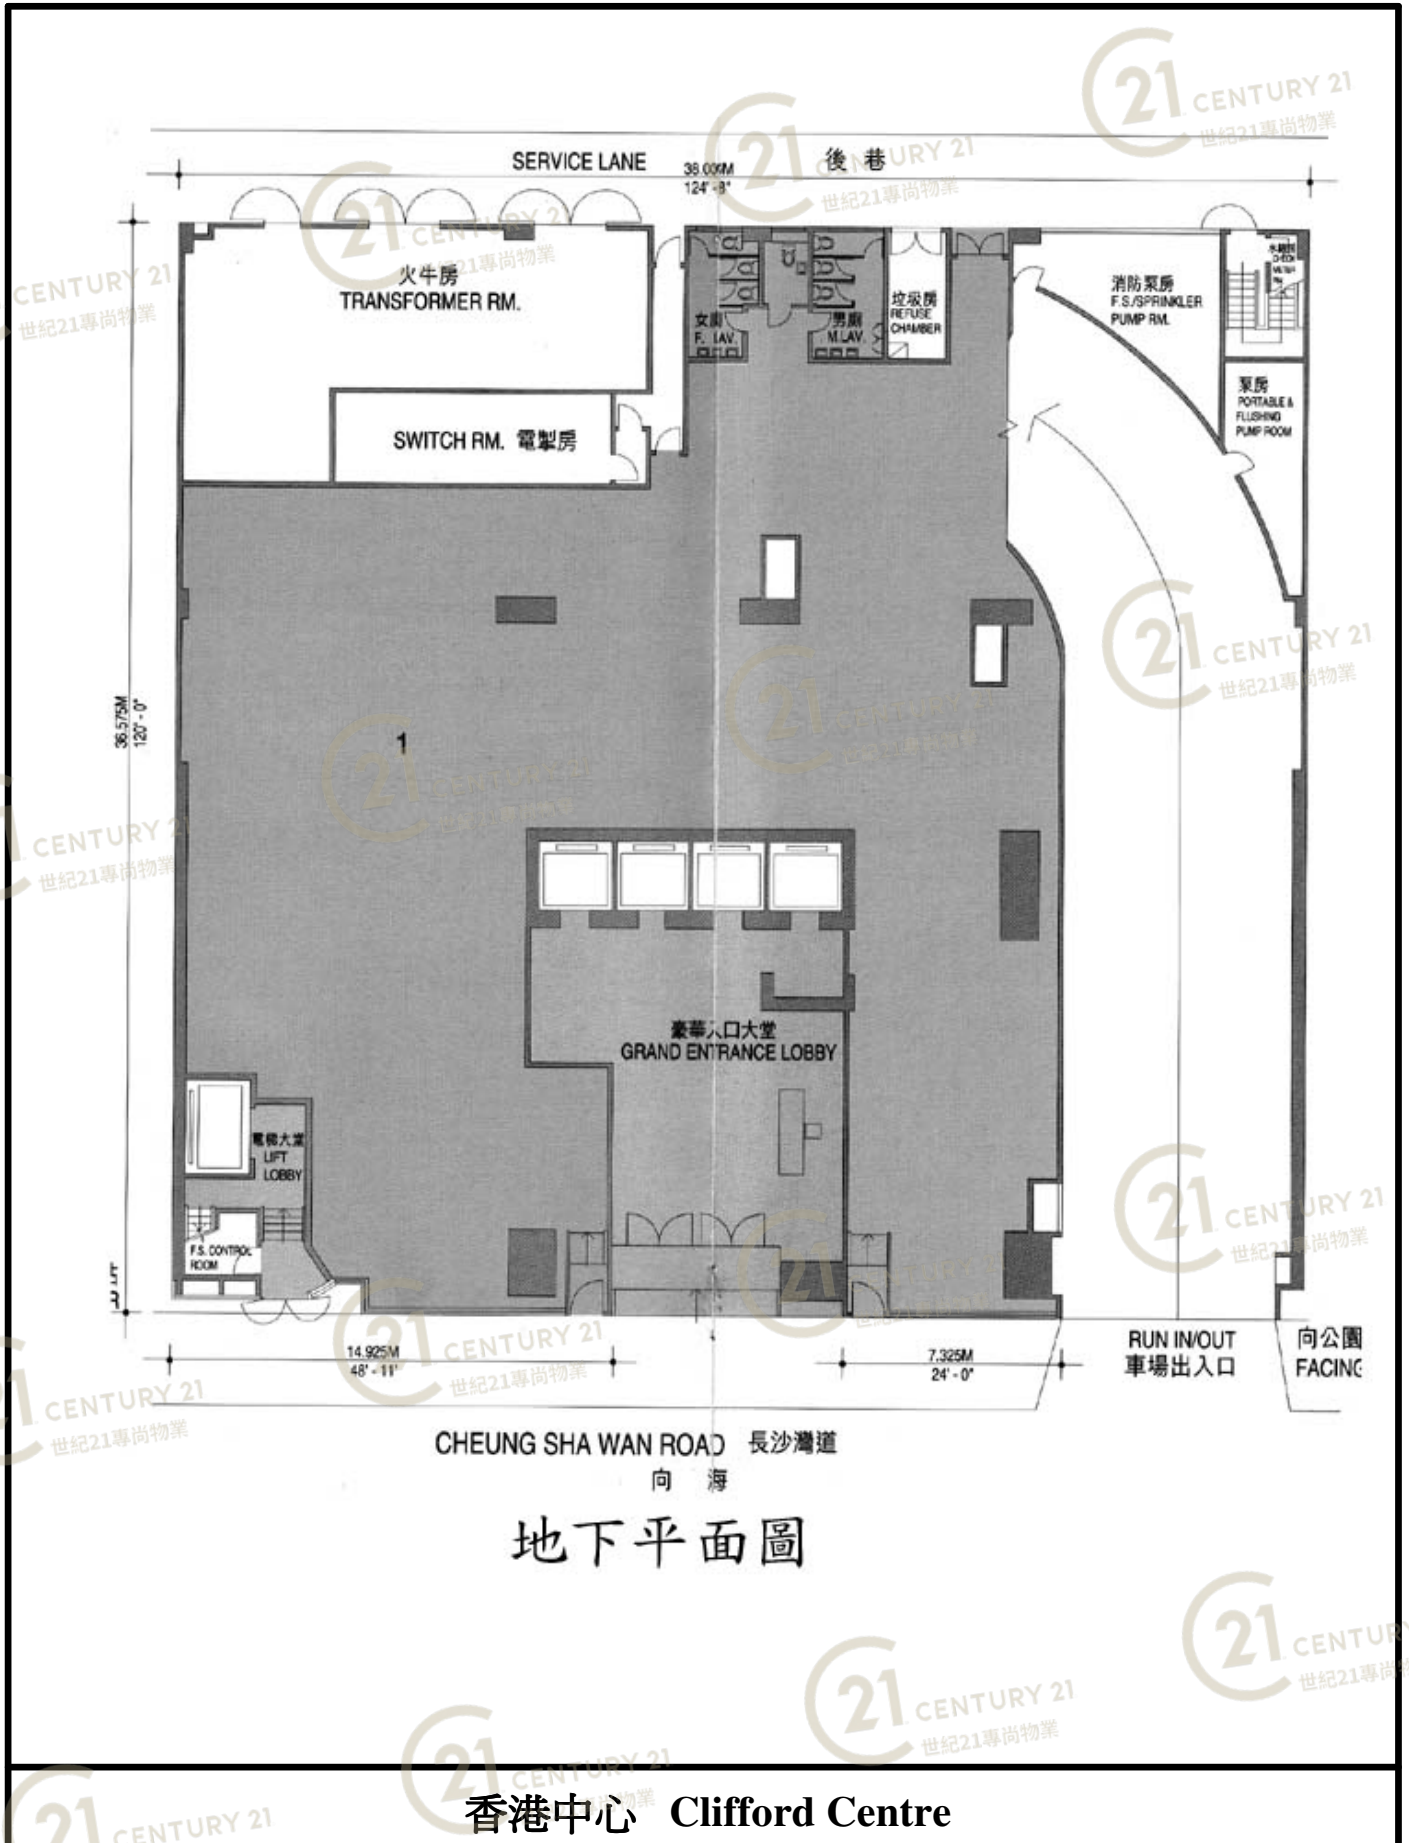 SERVICE LANE 後巷
38.000M
124'-8"
火牛房
TRANSFORMER RM.
SWITCH RM. 電掣房
女廁
F. LAV.
男廁
M.LAV.
垃圾房
REFUSE
CHAMBER
消防泵房
F.S./SPRINKLER
PUMP RM.
泵房
PORTABLE &
FLUSHING
PUMP ROOM
36.575M
120'-0"
1
豪華入口大堂
GRAND ENTRANCE LOBBY
電梯大堂
LIFT
LOBBY
F.S. CONTROL
ROOM
14.925M
48'-11"
7.325M
24'-0"
RUN IN/OUT
車場出入口
向公園
FACING
CHEUNG SHA WAN ROAD 長沙灣道
向海
地下平面圖
香港中心 Clifford Centre
21 CENTURY 21
世紀21專尚物業